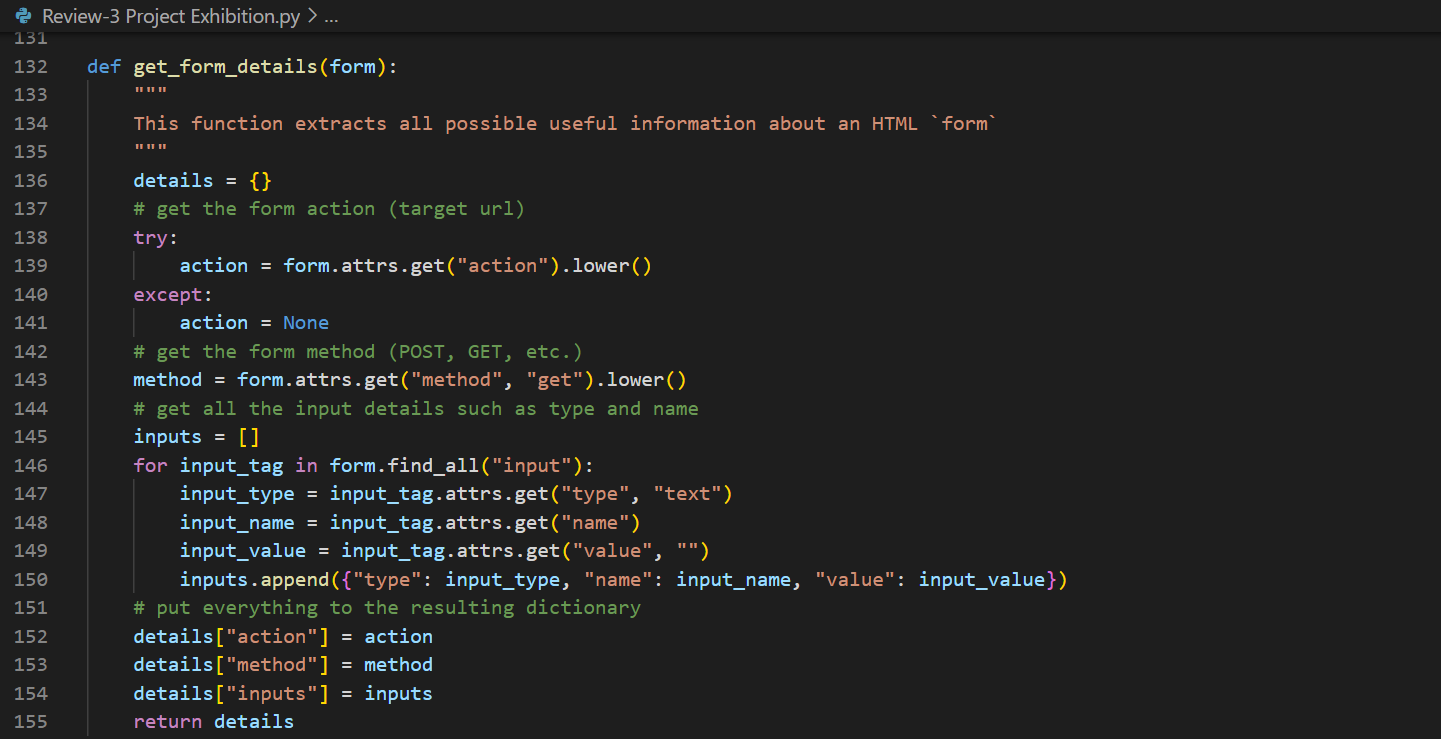 Review-3 Project Exhibition.py > ...
131
132 def get_form_details(form):
133 """
134 This function extracts all possible useful information about an HTML `form`
135 """
136 details = {}
137 # get the form action (target url)
138 try:
139 action = form.attrs.get("action").lower()
140 except:
141 action = None
142 # get the form method (POST, GET, etc.)
143 method = form.attrs.get("method", "get").lower()
144 # get all the input details such as type and name
145 inputs = []
146 for input_tag in form.find_all("input"):
147 input_type = input_tag.attrs.get("type", "text")
148 input_name = input_tag.attrs.get("name")
149 input_value = input_tag.attrs.get("value", "")
150 inputs.append({"type": input_type, "name": input_name, "value": input_value})
151 # put everything to the resulting dictionary
152 details["action"] = action
153 details["method"] = method
154 details["inputs"] = inputs
155 return details